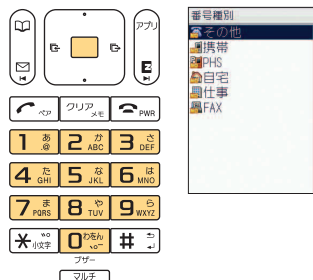 アプリ
ペア
クリア メモ
PWR
1 あ @
2 か ABC
3 さ DEF
4 た GHI
5 な JKL
6 は MNO
7 ま PQRS
8 や TUV
9 ら WXYZ
* 小文字
0 わをん
#
ブザー
マルチ
番号種別
その他
携帯
PHS
自宅
仕事
FAX